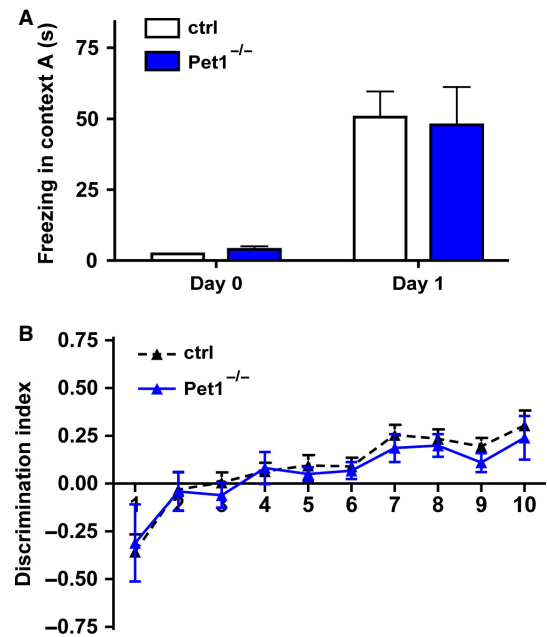 A
Freezing in context A (s)
75
50
25
0
ctrl
Pet1−/−
Day 0
Day 1
B
Discrimination index
0.75
0.50
0.25
0.00
−0.25
−0.50
−0.75
ctrl
Pet1−/−
1 2 3 4 5 6 7 8 9 10